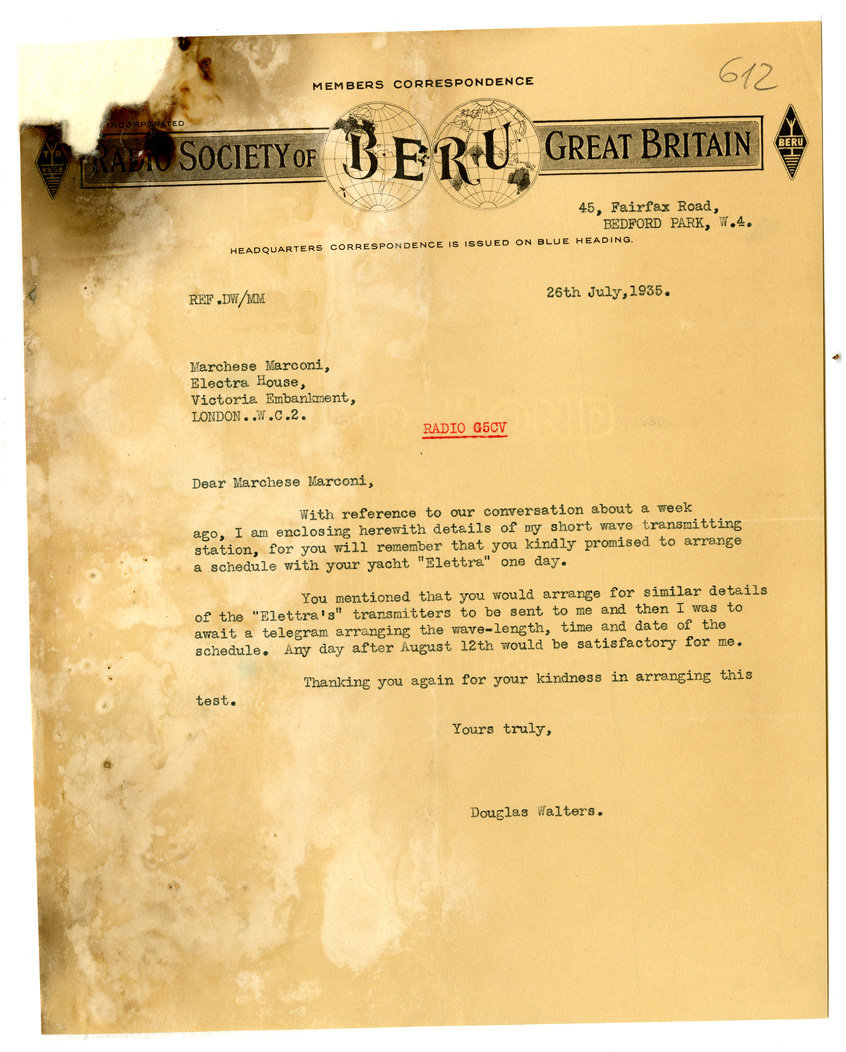 612
MEMBERS CORRESPONDENCE
INCORPORATED
RADIO SOCIETY OF BERU GREAT BRITAIN
BERU
45, Fairfax Road,
BEDFORD PARK, W.4.
HEADQUARTERS CORRESPONDENCE IS ISSUED ON BLUE HEADING.
REF.DW/MM
26th July,1935.
Marchese Marconi,
Electra House,
Victoria Embankment,
LONDON..W.C.2.
RADIO G5CV
Dear Marchese Marconi,
With reference to our conversation about a week
ago, I am enclosing herewith details of my short wave transmitting
station, for you will remember that you kindly promised to arrange
a schedule with your yacht "Elettra" one day.
You mentioned that you would arrange for similar details
of the "Elettra's" transmitters to be sent to me and then I was to
await a telegram arranging the wave-length, time and date of the
schedule. Any day after August 12th would be satisfactory for me.
Thanking you again for your kindness in arranging this
test.
Yours truly,
Douglas Walters.